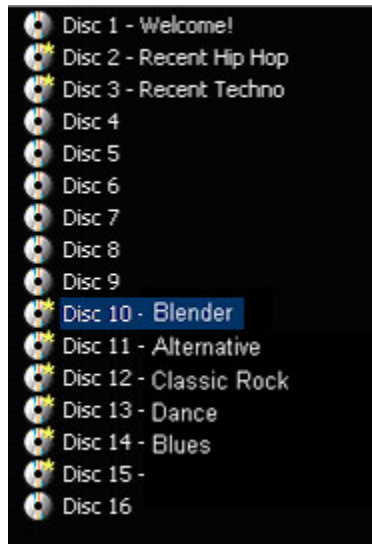 Disc 1 - Welcome!
Disc 2 - Recent Hip Hop
Disc 3 - Recent Techno
Disc 4
Disc 5
Disc 6
Disc 7
Disc 8
Disc 9
Disc 10 - Blender
Disc 11 - Alternative
Disc 12 - Classic Rock
Disc 13 - Dance
Disc 14 - Blues
Disc 15 -
Disc 16